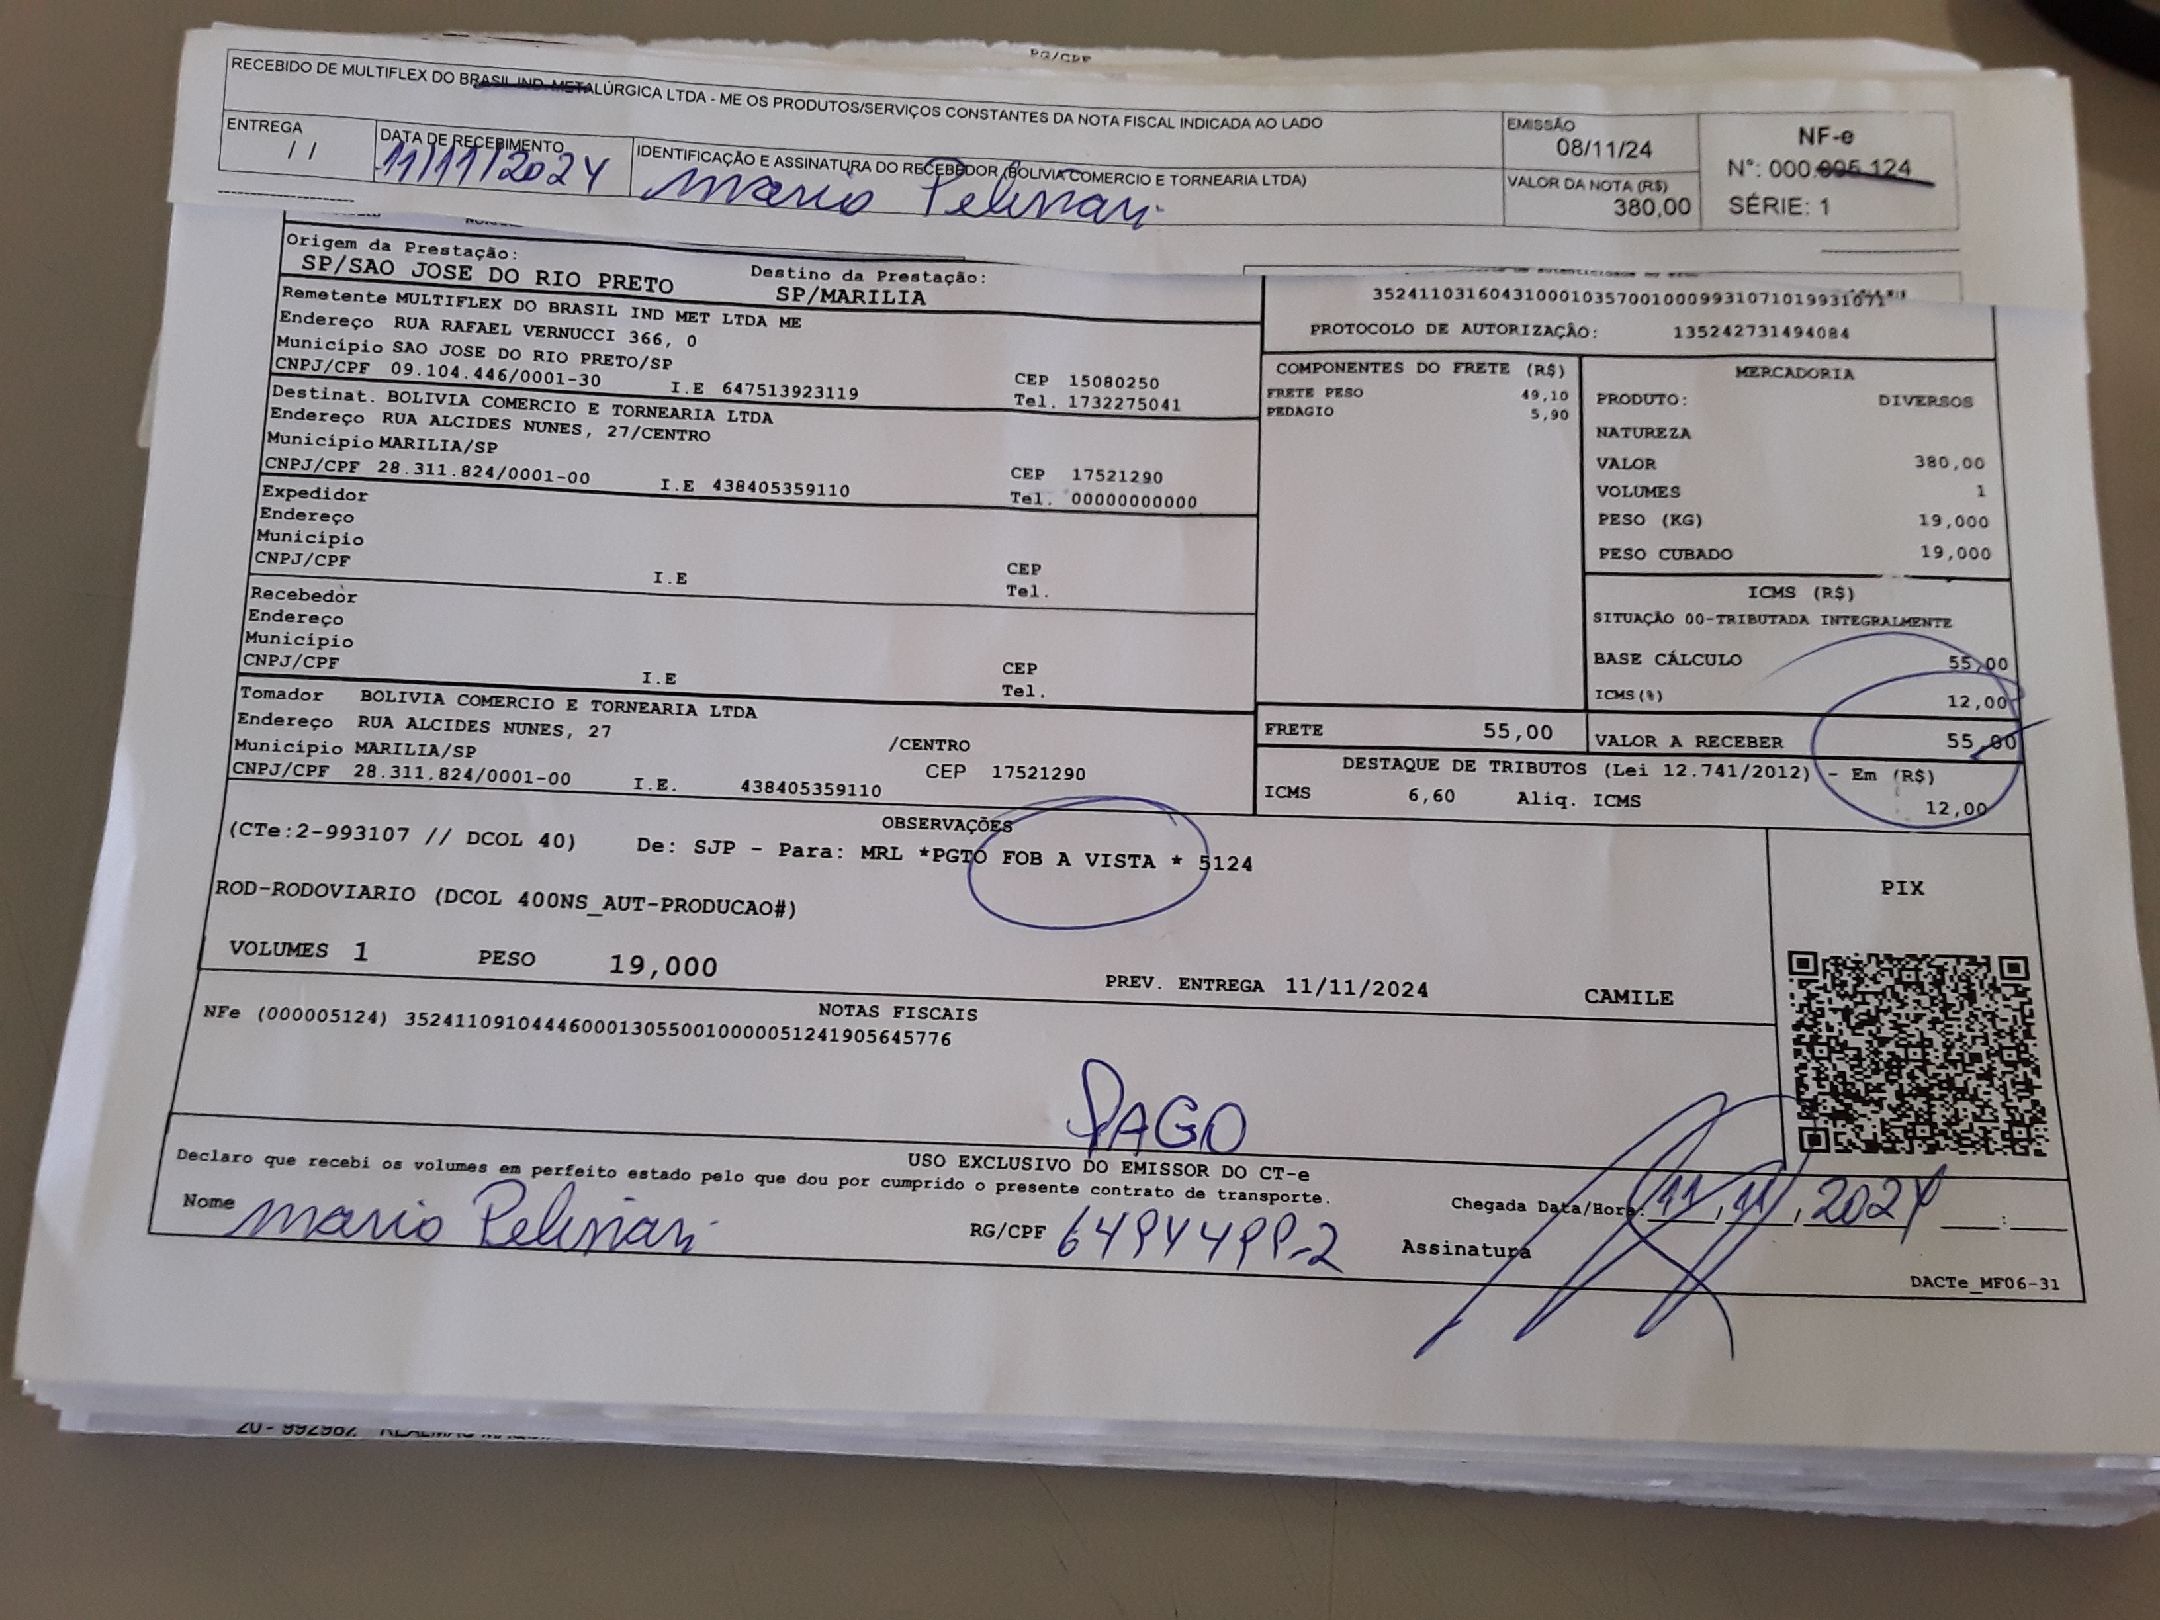 PG/CPF
RECEBIDO DE MULTIFLEX DO BRASIL IND. METALÚRGICA LTDA - ME OS PRODUTOS/SERVIÇOS CONSTANTES DA NOTA FISCAL INDICADA AO LADO
ENTREGA
/ /
DATA DE RECEBIMENTO
11/11/2024
IDENTIFICAÇÃO E ASSINATURA DO RECEBEDOR (BOLIVIA COMERCIO E TORNEARIA LTDA)
Mario
EMISSÃO
08/11/24
VALOR DA NOTA (R$)
380,00
NF-e
N°: 000.005.124
SÉRIE: 1
Origem da Prestação:
SP/SAO JOSE DO RIO PRETO
Destino da Prestação:
SP/MARILIA
Remetente MULTIFLEX DO BRASIL IND MET LTDA ME
Endereço RUA RAFAEL VERNUCCI 366, 0
Município SAO JOSE DO RIO PRETO/SP
CEP 15080250
CNPJ/CPF 09.104.446/0001-30 I.E 647513923119 Tel. 1732275041
Destinat. BOLIVIA COMERCIO E TORNEARIA LTDA
Endereço RUA ALCIDES NUNES, 27/CENTRO
Município MARILIA/SP
CEP 17521290
CNPJ/CPF 28.311.824/0001-00 I.E 438405359110 Tel. 00000000000
Expedidor
Endereço
Município
CEP
CNPJ/CPF I.E Tel.
Recebedor
Endereço
Município
CEP
CNPJ/CPF I.E Tel.
Tomador BOLIVIA COMERCIO E TORNEARIA LTDA
Endereço RUA ALCIDES NUNES, 27 /CENTRO
Município MARILIA/SP CEP 17521290
CNPJ/CPF 28.311.824/0001-00 I.E. 438405359110
35241103160431000103570010009931071019931071
PROTOCOLO DE AUTORIZAÇÃO: 135242731494084
COMPONENTES DO FRETE (R$)
FRETE PESO 49,10
PEDAGIO 5,90
MERCADORIA
PRODUTO: DIVERSOS
NATUREZA
VALOR 380,00
VOLUMES 1
PESO (KG) 19,000
PESO CUBADO 19,000
ICMS (R$)
SITUAÇÃO 00-TRIBUTADA INTEGRALMENTE
BASE CÁLCULO 55,00
ICMS(%) 12,00
FRETE 55,00
VALOR A RECEBER 55,00
DESTAQUE DE TRIBUTOS (Lei 12.741/2012) - Em (R$)
ICMS 6,60 Aliq. ICMS 12,00
OBSERVAÇÕES
(CTe:2-993107 // DCOL 40) De: SJP - Para: MRL *PGTO FOB A VISTA * 5124
ROD-RODOVIARIO (DCOL 400NS_AUT-PRODUCAO#)
VOLUMES 1 PESO 19,000 PREV. ENTREGA 11/11/2024 CAMILE
PIX
NOTAS FISCAIS
NFe (000005124) 35241109104446000130550010000051241905645776
PAGO
USO EXCLUSIVO DO EMISSOR DO CT-e
Declaro que recebi os volumes em perfeito estado pelo que dou por cumprido o presente contrato de transporte.
Nome Mario
RG/CPF
Chegada Data/Hora: 11, 11, 2024 :
Assinatura
DACTe_MF06-31
20 - 992982